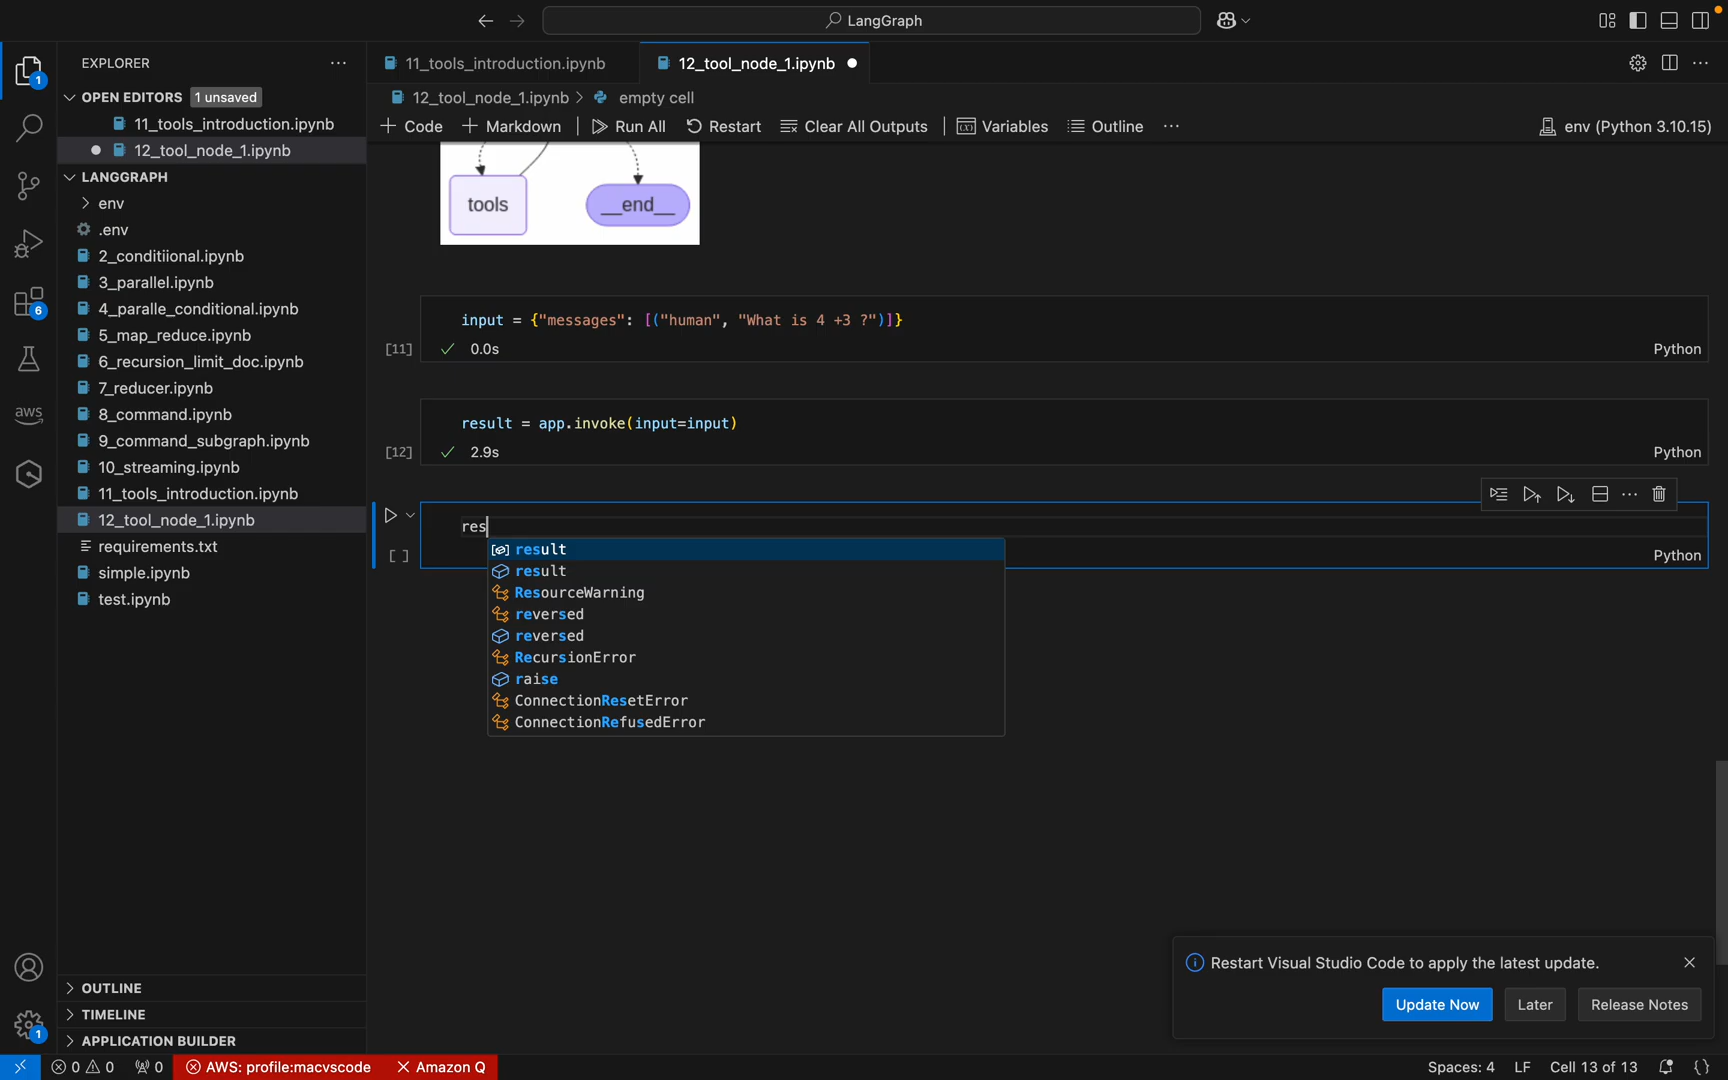 LangGraph
EXPLORER
OPEN EDITORS 1 unsaved
11_tools_introduction.ipynb
12_tool_node_1.ipynb
LANGGRAPH
env
.env
2_conditiional.ipynb
3_parallel.ipynb
4_paralle_conditional.ipynb
5_map_reduce.ipynb
6_recursion_limit_doc.ipynb
7_reducer.ipynb
8_command.ipynb
9_command_subgraph.ipynb
10_streaming.ipynb
11_tools_introduction.ipynb
12_tool_node_1.ipynb
requirements.txt
simple.ipynb
test.ipynb
OUTLINE
TIMELINE
APPLICATION BUILDER
1
6
aws
1
11_tools_introduction.ipynb
12_tool_node_1.ipynb
12_tool_node_1.ipynb > empty cell
+ Code + Markdown Run All Restart Clear All Outputs Variables Outline ...
env (Python 3.10.15)
tools
__end__
input = {"messages": [("human", "What is 4 +3 ?")]}
[11] 0.0s Python
result = app.invoke(input=input)
[12] 2.9s Python
res
[ ] Python
result
result
ResourceWarning
reversed
reversed
RecursionError
raise
ConnectionResetError
ConnectionRefusedError
Restart Visual Studio Code to apply the latest update.
Update Now Later Release Notes
0 0 0 AWS: profile:macvscode Amazon Q Spaces: 4 LF Cell 13 of 13 {}